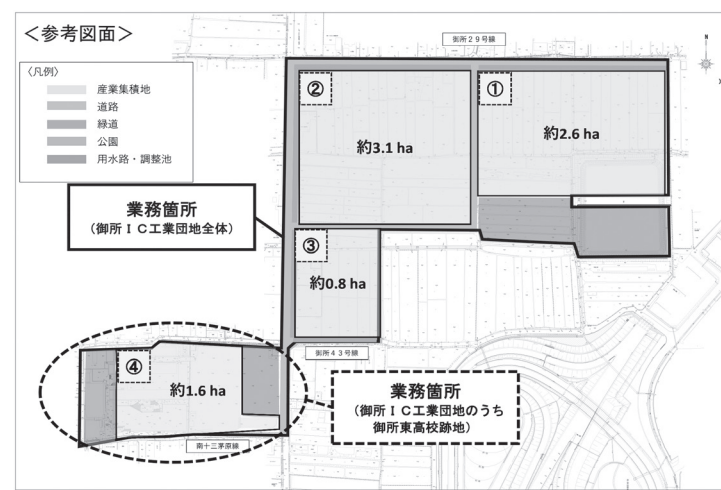 <参考図面>
〈凡例〉
産業集積地
道路
緑道
公園
用水路・調整池
御所29号線
N
②
約3.1 ha
①
約2.6 ha
業務箇所
(御所IC工業団地全体)
③
約0.8 ha
御所43号線
④
約1.6 ha
南十三茅原線
業務箇所
(御所IC工業団地のうち
御所東高校跡地)